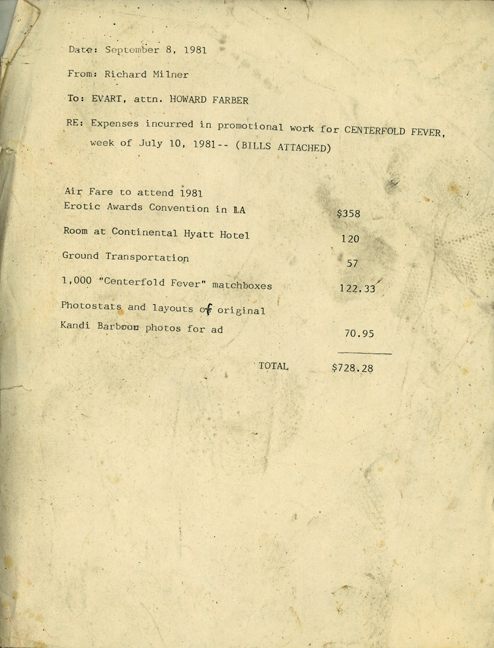 Date: September 8, 1981
From: Richard Milner
To: EVART, attn. HOWARD FARBER
RE: Expenses incurred in promotional work for CENTERFOLD FEVER,
week of July 10, 1981-- (BILLS ATTACHED)
Air Fare to attend 1981
Erotic Awards Convention in LA $358
Room at Continental Hyatt Hotel 120
Ground Transportation 57
1,000 "Centerfold Fever" matchboxes 122.33
Photostats and layouts of original
Kandi Barboon photos for ad 70.95
TOTAL $728.28